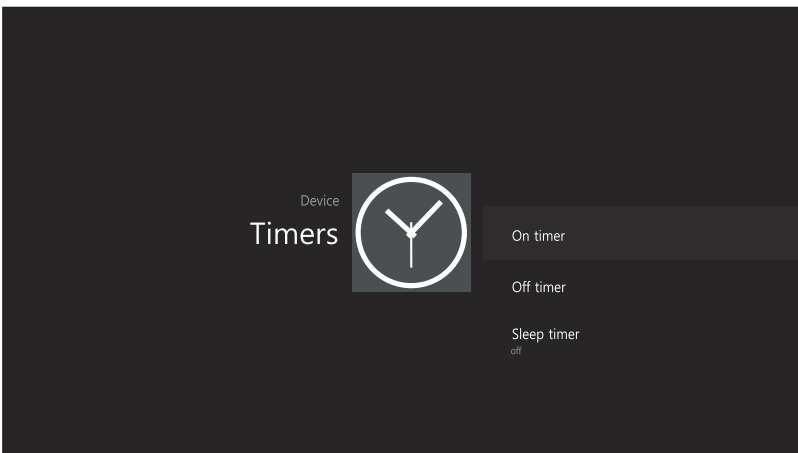 Device
Timers
On timer
Off timer
Sleep timer
off